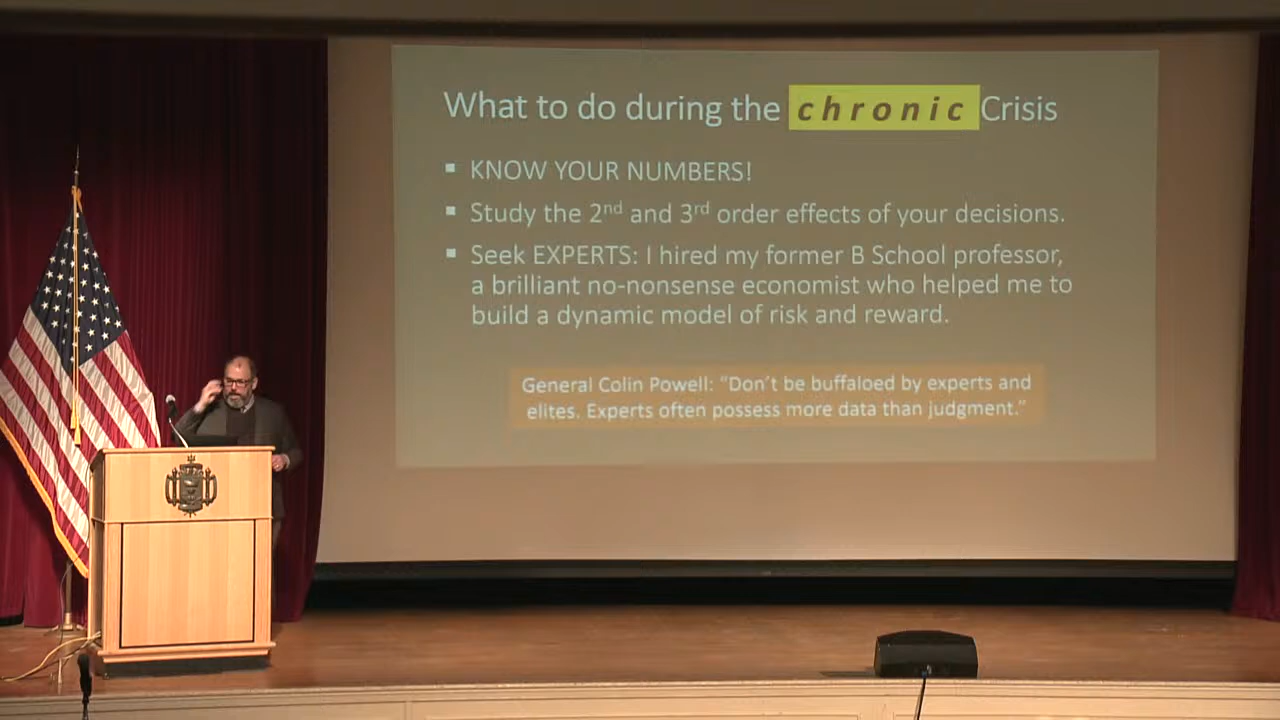 What to do during the chronic Crisis
▪ KNOW YOUR NUMBERS!
▪ Study the 2nd and 3rd order effects of your decisions.
▪ Seek EXPERTS: I hired my former B School professor,
a brilliant no-nonsense economist who helped me to
build a dynamic model of risk and reward.
General Colin Powell: “Don’t be buffaloed by experts and
elites. Experts often possess more data than judgment.”